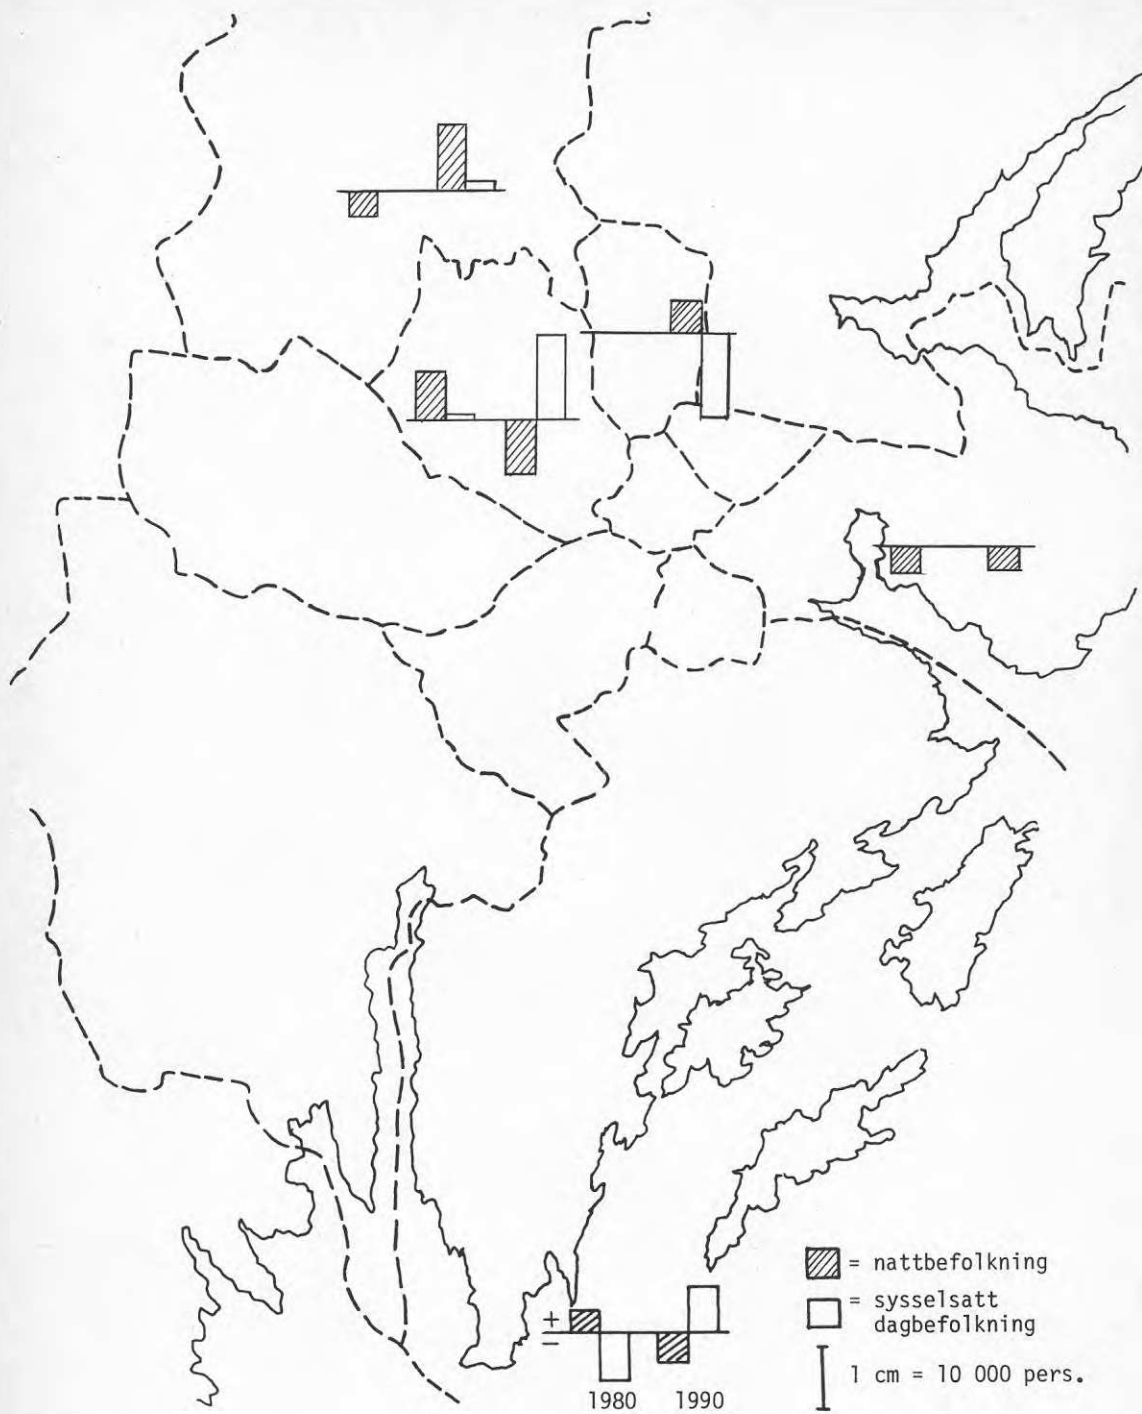 = nattbefolkning
= sysselsatt
dagbefolkning
1 cm = 10 000 pers.
+
−
1980 1990